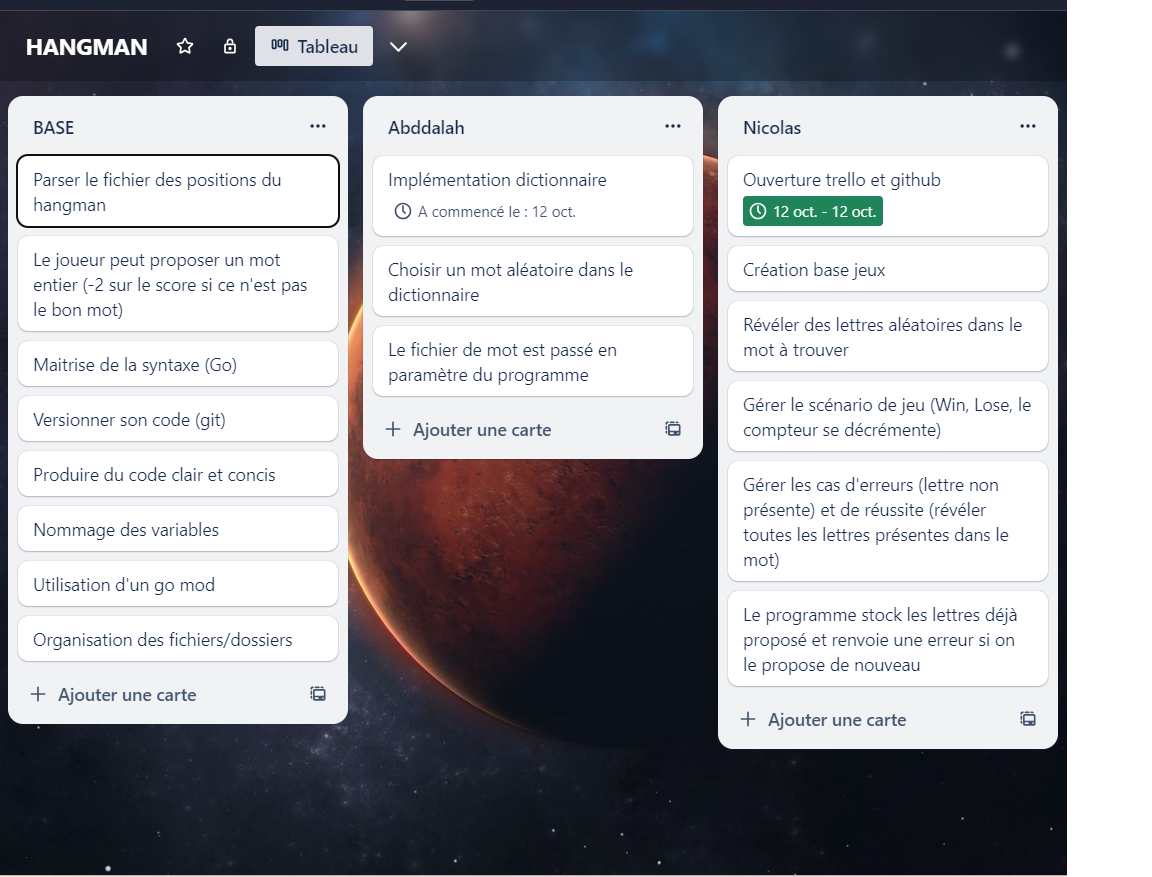 HANGMAN
Tableau
BASE
Parser le fichier des positions du
hangman
Le joueur peut proposer un mot
entier (-2 sur le score si ce n'est pas
le bon mot)
Maitrise de la syntaxe (Go)
Versionner son code (git)
Produire du code clair et concis
Nommage des variables
Utilisation d'un go mod
Organisation des fichiers/dossiers
Ajouter une carte
Abddalah
Implémentation dictionnaire
A commencé le : 12 oct.
Choisir un mot aléatoire dans le
dictionnaire
Le fichier de mot est passé en
paramètre du programme
Ajouter une carte
Nicolas
Ouverture trello et github
12 oct. - 12 oct.
Création base jeux
Révéler des lettres aléatoires dans le
mot à trouver
Gérer le scénario de jeu (Win, Lose, le
compteur se décrémente)
Gérer les cas d'erreurs (lettre non
présente) et de réussite (révéler
toutes les lettres présentes dans le
mot)
Le programme stock les lettres déjà
proposé et renvoie une erreur si on
le propose de nouveau
Ajouter une carte